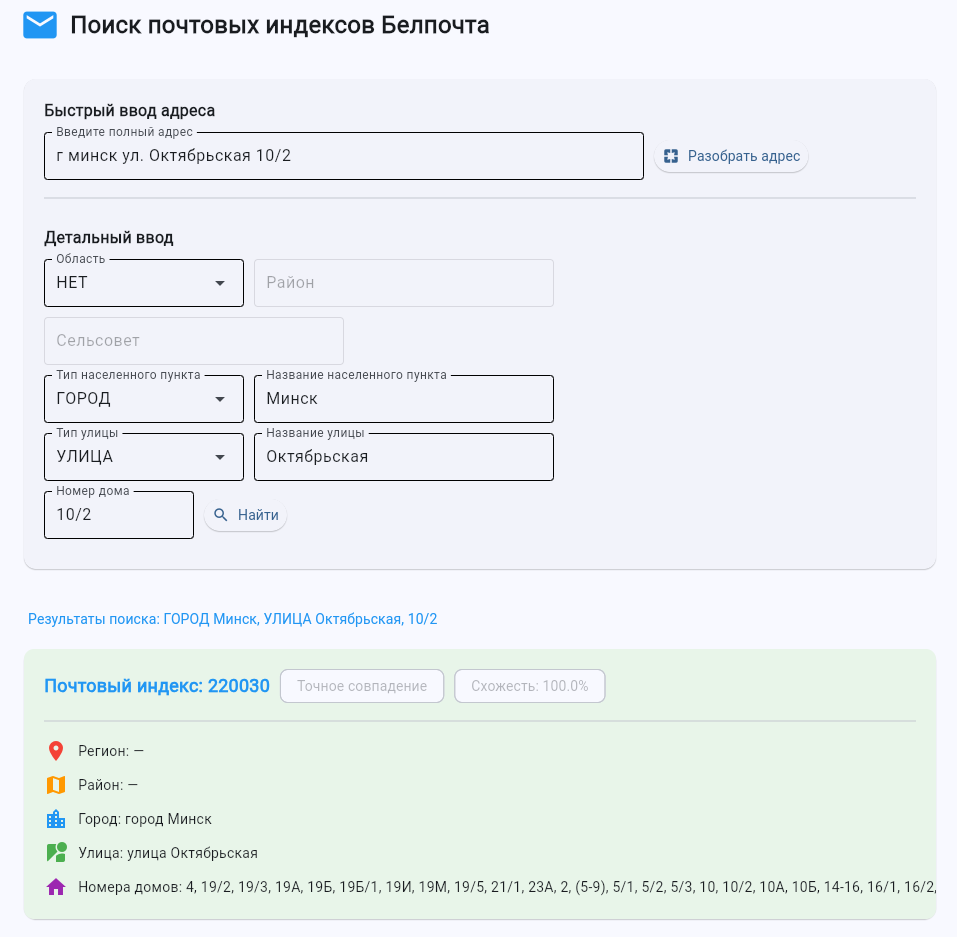 Поиск почтовых индексов Белпочта
Быстрый ввод адреса
Введите полный адрес
г минск ул. Октябрьская 10/2
Разобрать адрес
Детальный ввод
Область
НЕТ
Район
Сельсовет
Тип населенного пункта
ГОРОД
Название населенного пункта
Минск
Тип улицы
УЛИЦА
Название улицы
Октябрьская
Номер дома
10/2
Найти
Результаты поиска: ГОРОД Минск, УЛИЦА Октябрьская, 10/2
Почтовый индекс: 220030
Точное совпадение
Схожесть: 100.0%
Регион: —
Район: —
Город: город Минск
Улица: улица Октябрьская
Номера домов: 4, 19/2, 19/3, 19А, 19Б, 19Б/1, 19И, 19М, 19/5, 21/1, 23А, 2, (5-9), 5/1, 5/2, 5/3, 10, 10/2, 10А, 10Б, 14-16, 16/1, 16/2,